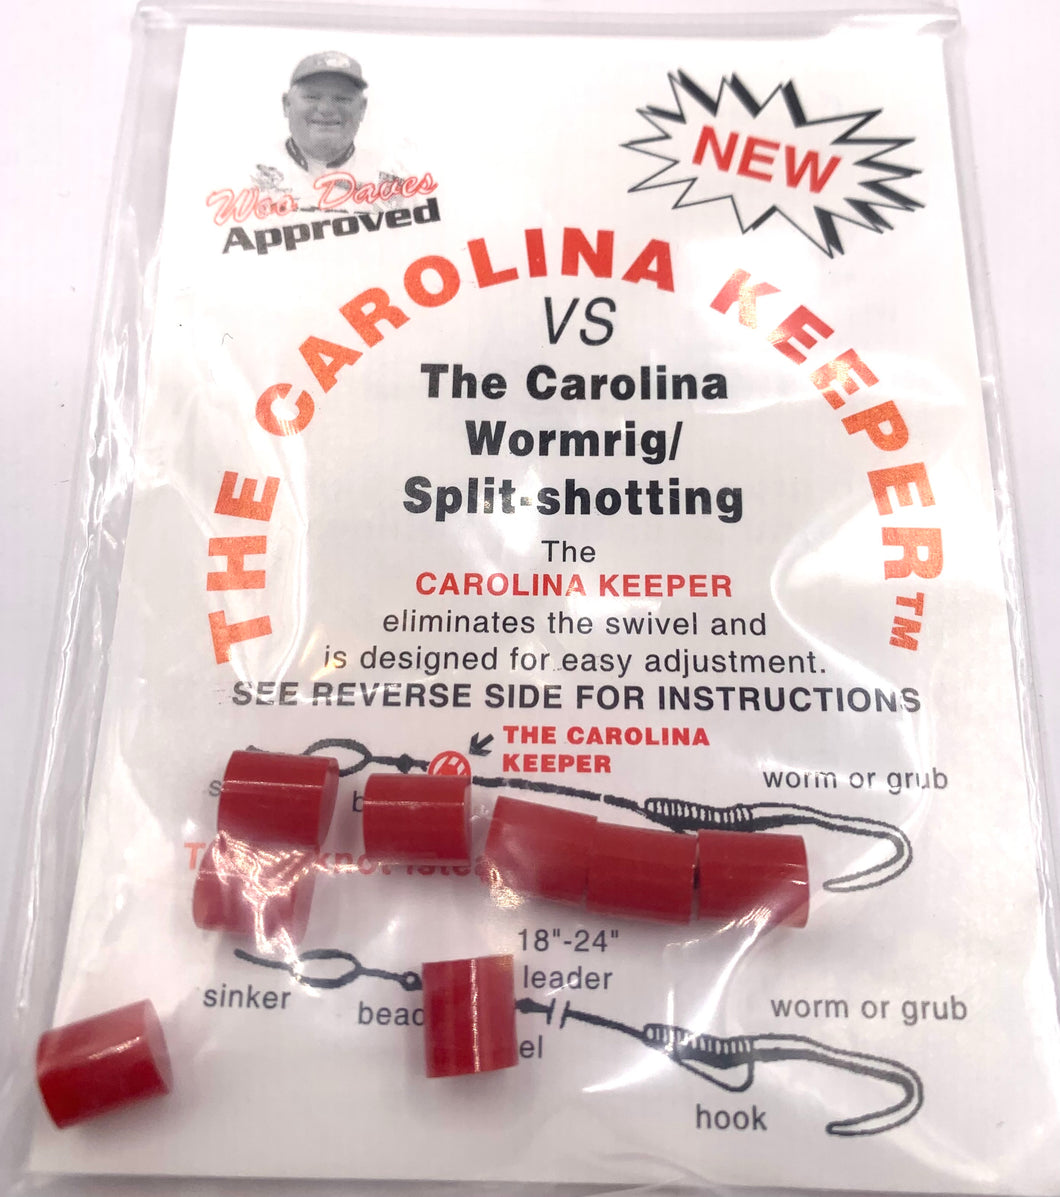 Woo Daves
Approved
NEW
THE CAROLINA KEEPER™
VS
The Carolina
Wormrig/
Split-shotting
The
CAROLINA KEEPER
eliminates the swivel and
is designed for easy adjustment.
SEE REVERSE SIDE FOR INSTRUCTIONS
THE CAROLINA
KEEPER
worm or grub
knot
18"-24"
leader
sinker
worm or grub
hook